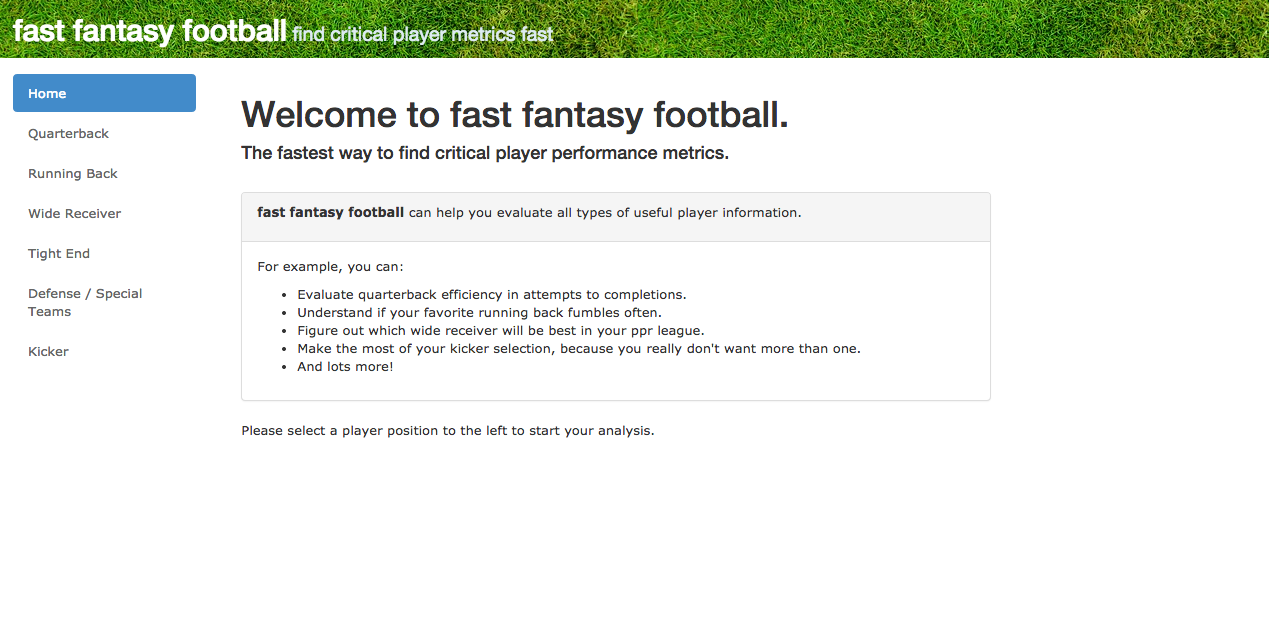 fast fantasy football find critical player metrics fast
Home
Quarterback
Running Back
Wide Receiver
Tight End
Defense / Special
Teams
Kicker
Welcome to fast fantasy football.
The fastest way to find critical player performance metrics.
fast fantasy football can help you evaluate all types of useful player information.
For example, you can:
• Evaluate quarterback efficiency in attempts to completions.
• Understand if your favorite running back fumbles often.
• Figure out which wide receiver will be best in your ppr league.
• Make the most of your kicker selection, because you really don't want more than one.
• And lots more!
Please select a player position to the left to start your analysis.